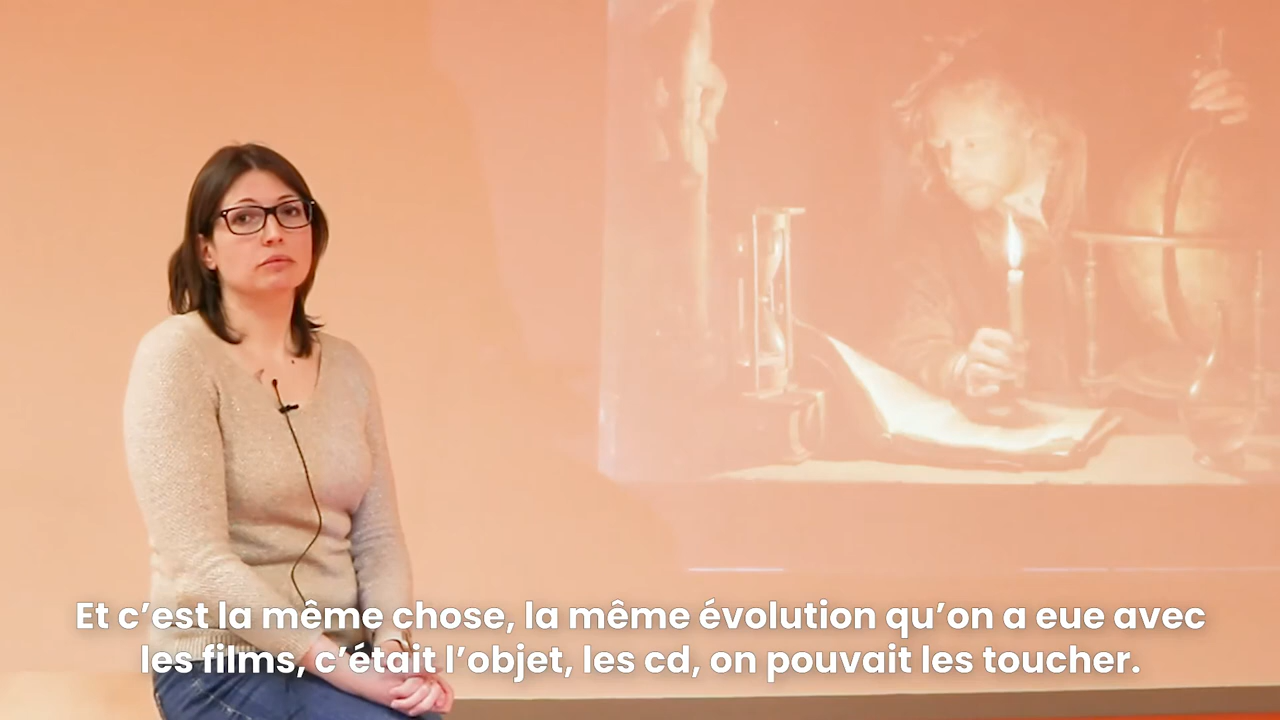 Et c’est la même chose, la même évolution qu’on a eue avec
les films, c’était l’objet, les cd, on pouvait les toucher.